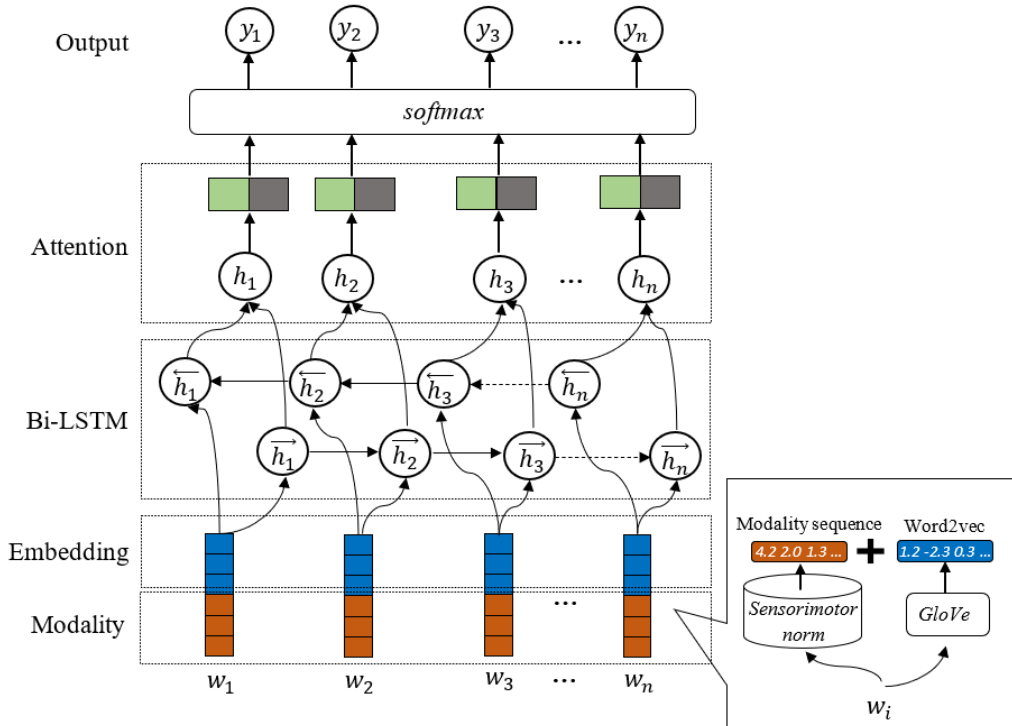 Output
y₁ y₂ y₃ ... yₙ
softmax
Attention
h₁ h₂ h₃ ... hₙ
Bi-LSTM
←h₁ ←h₂ ←h₃ ←hₙ
→h₁ →h₂ →h₃ →hₙ
Embedding
Modality
...
w₁ w₂ w₃ ... wₙ
Modality sequence
4.2 2.0 1.3 ...
+
Word2vec
1.2 -2.3 0.3 ...
Sensorimotor
norm
GloVe
wᵢ